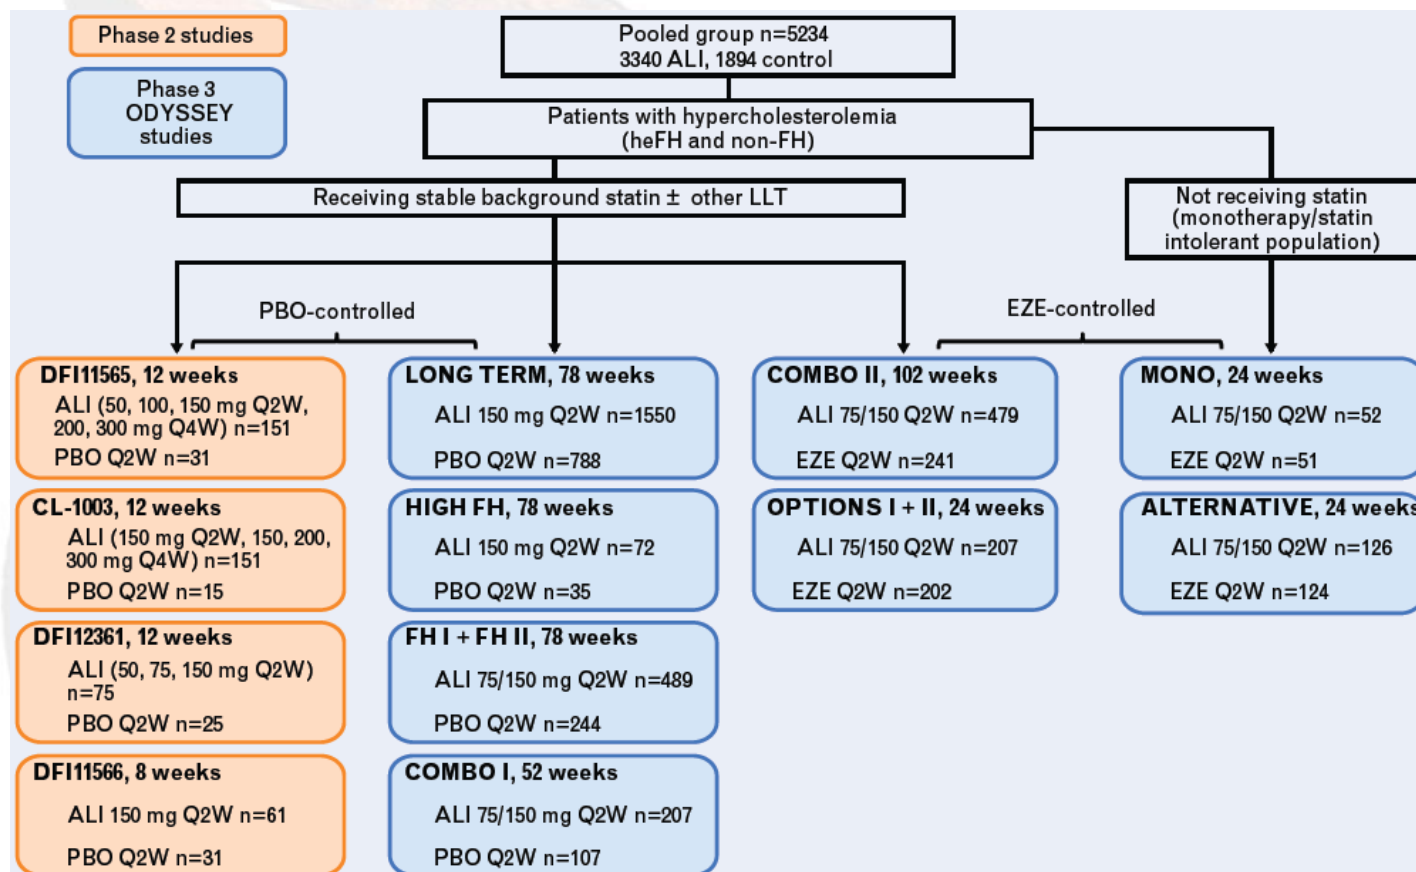 Phase 2 studies
Phase 3
ODYSSEY
studies
Pooled group n=5234
3340 ALI, 1894 control
Patients with hypercholesterolemia
(heFH and non-FH)
Receiving stable background statin ± other LLT
Not receiving statin
(monotherapy/statin
intolerant population)
PBO-controlled
EZE-controlled
DFI11565, 12 weeks
ALI (50, 100, 150 mg Q2W,
200, 300 mg Q4W) n=151
PBO Q2W n=31
CL-1003, 12 weeks
ALI (150 mg Q2W, 150, 200,
300 mg Q4W) n=151
PBO Q2W n=15
DFI12361, 12 weeks
ALI (50, 75, 150 mg Q2W)
n=75
PBO Q2W n=25
DFI11566, 8 weeks
ALI 150 mg Q2W n=61
PBO Q2W n=31
LONG TERM, 78 weeks
ALI 150 mg Q2W n=1550
PBO Q2W n=788
HIGH FH, 78 weeks
ALI 150 mg Q2W n=72
PBO Q2W n=35
FH I + FH II, 78 weeks
ALI 75/150 mg Q2W n=489
PBO Q2W n=244
COMBO I, 52 weeks
ALI 75/150 mg Q2W n=207
PBO Q2W n=107
COMBO II, 102 weeks
ALI 75/150 Q2W n=479
EZE Q2W n=241
OPTIONS I + II, 24 weeks
ALI 75/150 Q2W n=207
EZE Q2W n=202
MONO, 24 weeks
ALI 75/150 Q2W n=52
EZE Q2W n=51
ALTERNATIVE, 24 weeks
ALI 75/150 Q2W n=126
EZE Q2W n=124